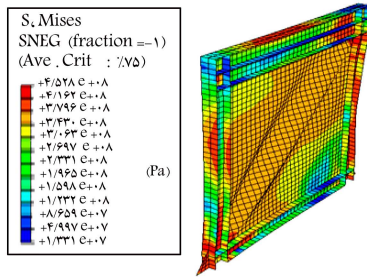 S, Mises
SNEG (fraction =-۱)
(Ave . Crit : ٪۷۵)
+۴/۵۲۸ e +۰۸
+۴/۱۶۲ e+۰۸
+۳/۷۹۶ e+۰۸
+۳/۴۳۰ e+۰۸
+۳/۰۶۳ e+۰۸
+۲/۶۹۷ e+۰۸
+۲/۳۳۱ e+۰۸
+۱/۹۶۵ e+۰۸
+۱/۵۹۸ e+۰۸
+۱/۲۳۲ e+۰۸
+۸/۶۵۹ e+۰۷
+۴/۹۹۷ e+۰۷
+۱/۳۳۱ e+۰۷
(Pa)